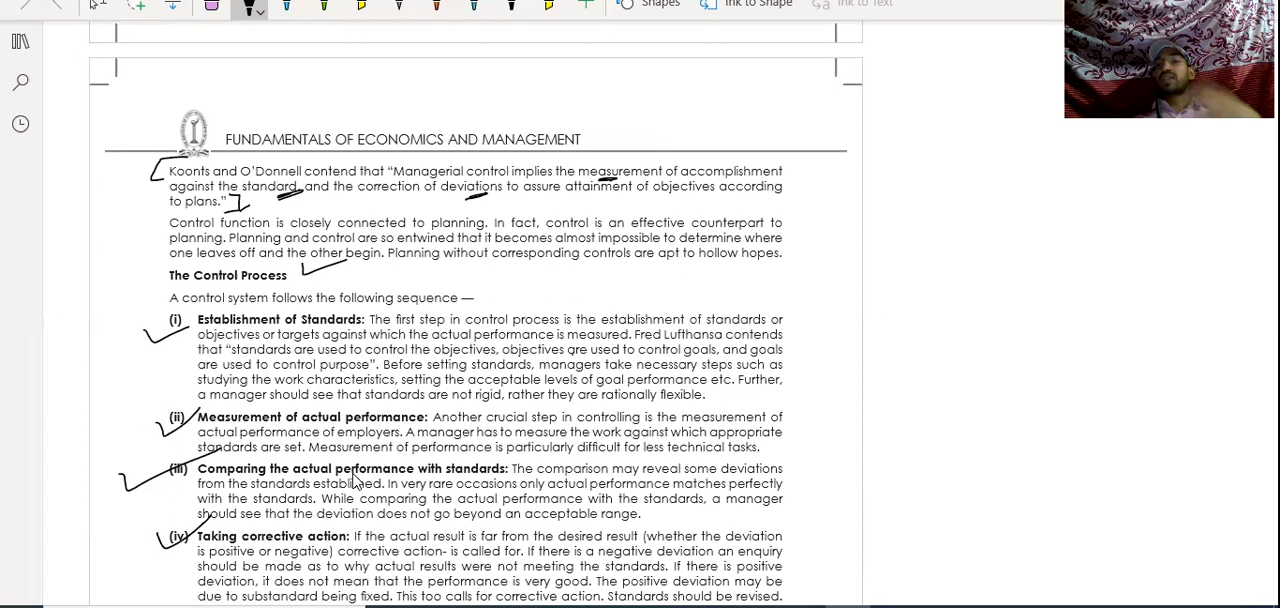 Shapes
Ink to Shape
Ink to Text
FUNDAMENTALS OF ECONOMICS AND MANAGEMENT
Koonts and O'Donnell contend that “Managerial control implies the measurement of accomplishment
against the standard and the correction of deviations to assure attainment of objectives according
to plans.”
Control function is closely connected to planning. In fact, control is an effective counterpart to
planning. Planning and control are so entwined that it becomes almost impossible to determine where
one leaves off and the other begin. Planning without corresponding controls are apt to hollow hopes.
The Control Process
A control system follows the following sequence —
(i) Establishment of Standards: The first step in control process is the establishment of standards or
objectives or targets against which the actual performance is measured. Fred Lufthansa contends
that “standards are used to control the objectives, objectives are used to control goals, and goals
are used to control purpose”. Before setting standards, managers take necessary steps such as
studying the work characteristics, setting the acceptable levels of goal performance etc. Further,
a manager should see that standards are not rigid, rather they are rationally flexible.
(ii) Measurement of actual performance: Another crucial step in controlling is the measurement of
actual performance of employers. A manager has to measure the work against which appropriate
standards are set. Measurement of performance is particularly difficult for less technical tasks.
(iii) Comparing the actual performance with standards: The comparison may reveal some deviations
from the standards established. In very rare occasions only actual performance matches perfectly
with the standards. While comparing the actual performance with the standards, a manager
should see that the deviation does not go beyond an acceptable range.
(iv) Taking corrective action: If the actual result is far from the desired result (whether the deviation
is positive or negative) corrective action- is called for. If there is a negative deviation an enquiry
should be made as to why actual results were not meeting the standards. If there is positive
deviation, it does not mean that the performance is very good. The positive deviation may be
due to substandard being fixed. This too calls for corrective action. Standards should be revised.